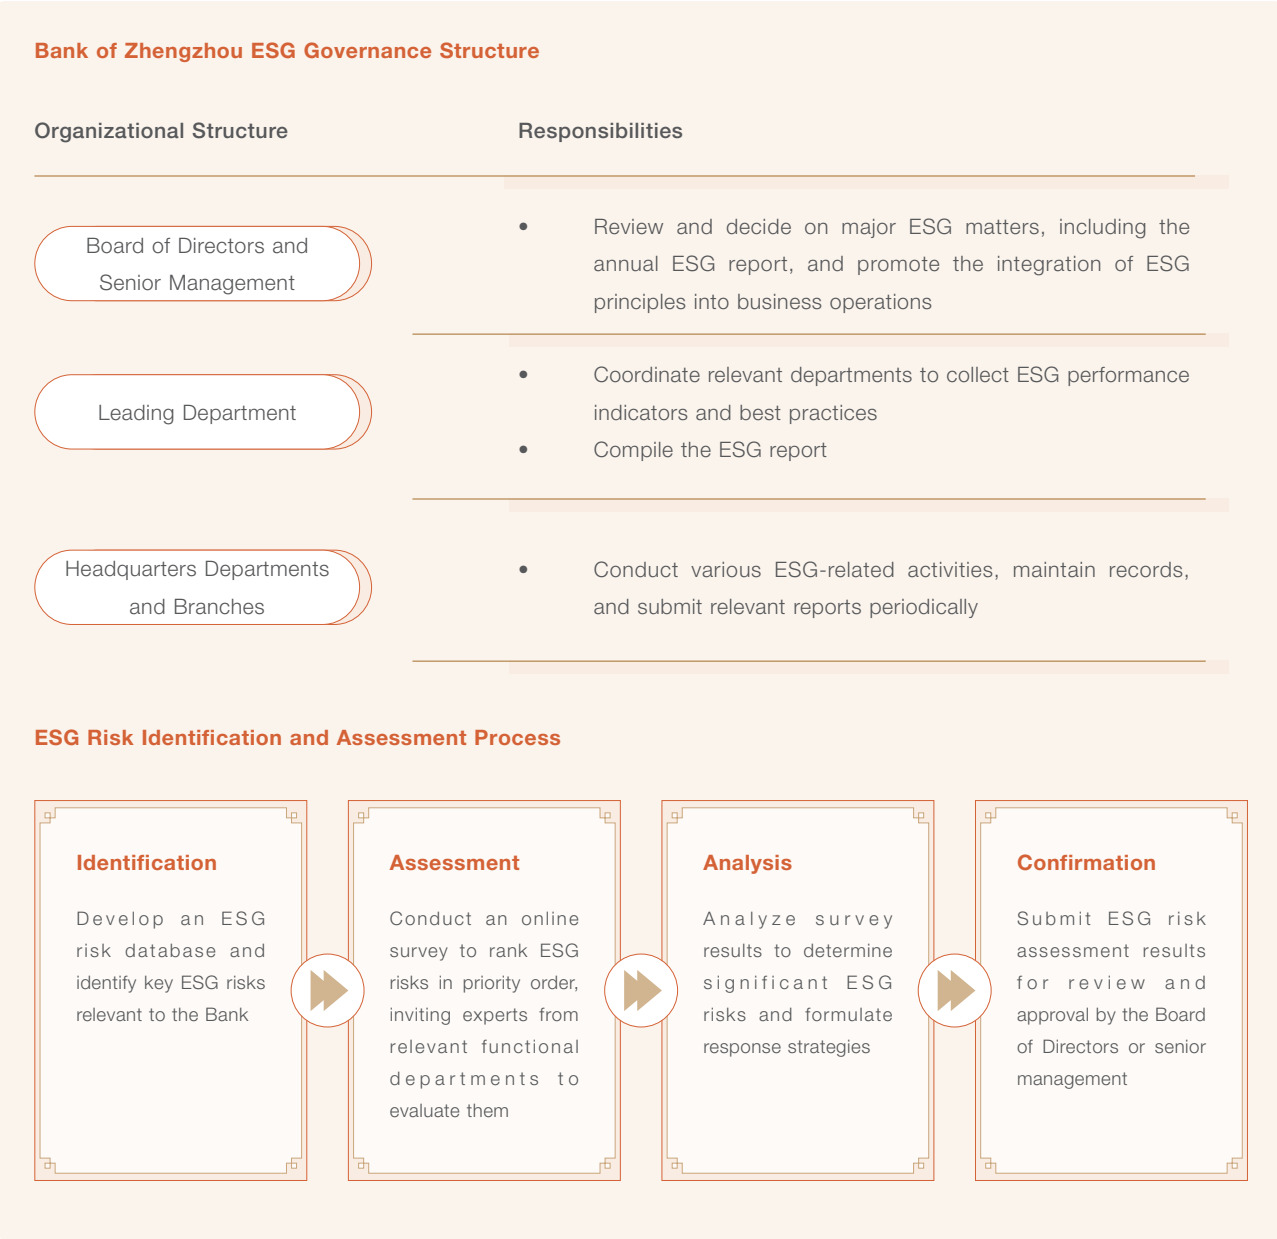 Bank of Zhengzhou ESG Governance Structure
Organizational Structure
Responsibilities
Board of Directors and
Senior Management
• Review and decide on major ESG matters, including the
annual ESG report, and promote the integration of ESG
principles into business operations
Leading Department
• Coordinate relevant departments to collect ESG performance
indicators and best practices
• Compile the ESG report
Headquarters Departments
and Branches
• Conduct various ESG-related activities, maintain records,
and submit relevant reports periodically
ESG Risk Identification and Assessment Process
Identification
Develop an ESG
risk database and
identify key ESG risks
relevant to the Bank
Assessment
Conduct an online
survey to rank ESG
risks in priority order,
inviting experts from
relevant functional
departments to
evaluate them
Analysis
Analyze survey
results to determine
significant ESG
risks and formulate
response strategies
Confirmation
Submit ESG risk
assessment results
for review and
approval by the Board
of Directors or senior
management